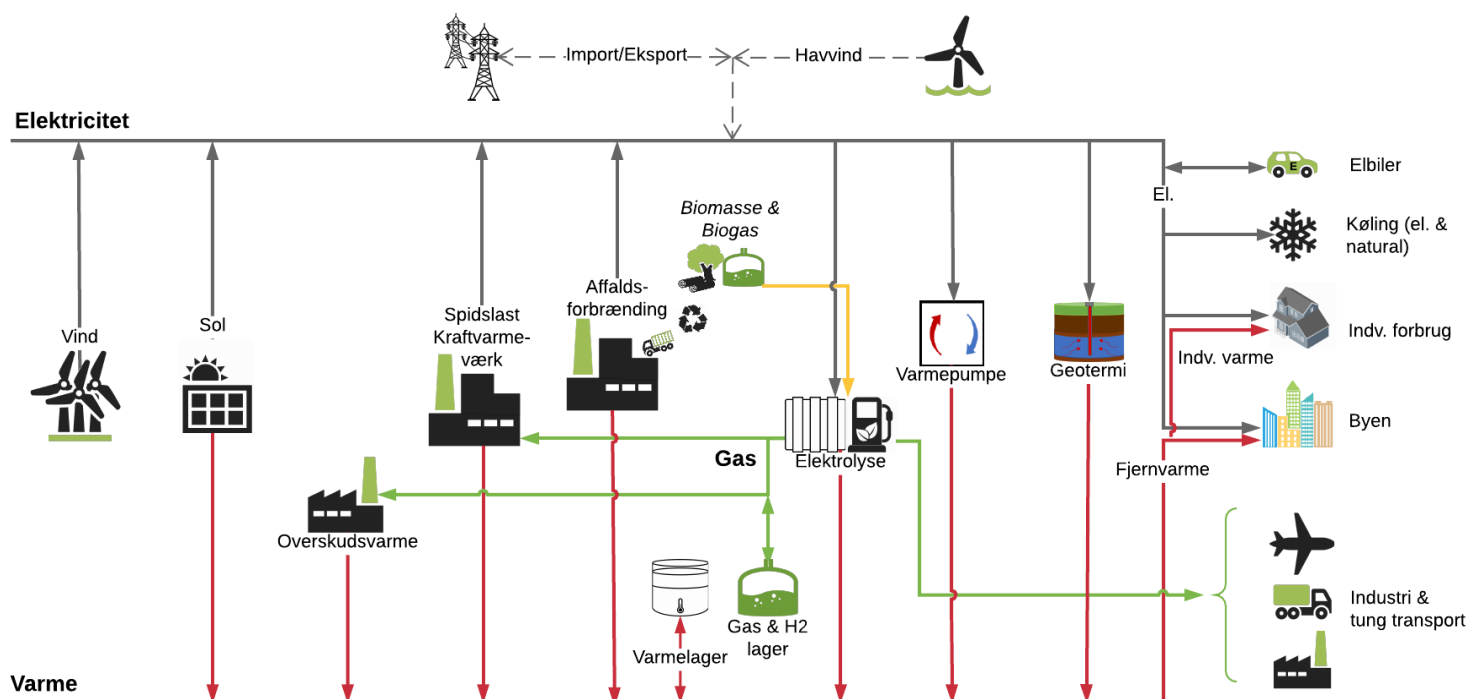 Import/Eksport
Havvind
Elektricitet
Elbiler
E
El.
Biomasse &
Biogas
Køling (el. &
natural)
Affalds-
forbrænding
Spidslast
Kraftvarme-
værk
Vind
Sol
Indv. forbrug
Indv. varme
Varmepumpe
Geotermi
Byen
Gas
Elektrolyse
Fjernvarme
Overskudsvarme
Industri &
tung transport
Gas & H2
lager
Varmelager
Varme